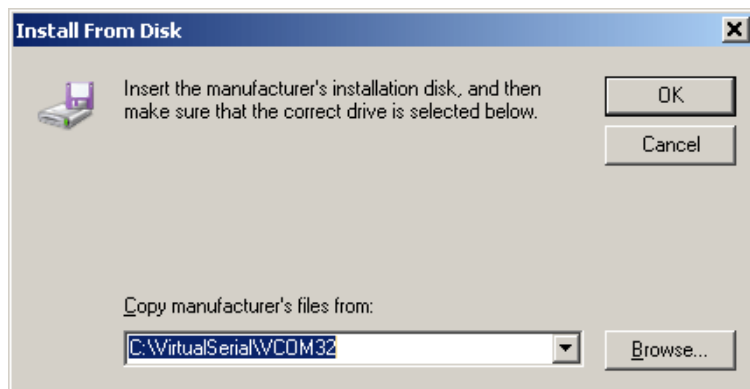 Install From Disk
Insert the manufacturer's installation disk, and then
make sure that the correct drive is selected below.
OK
Cancel
Copy manufacturer's files from:
C:\VirtualSerial\VCOM32
Browse...